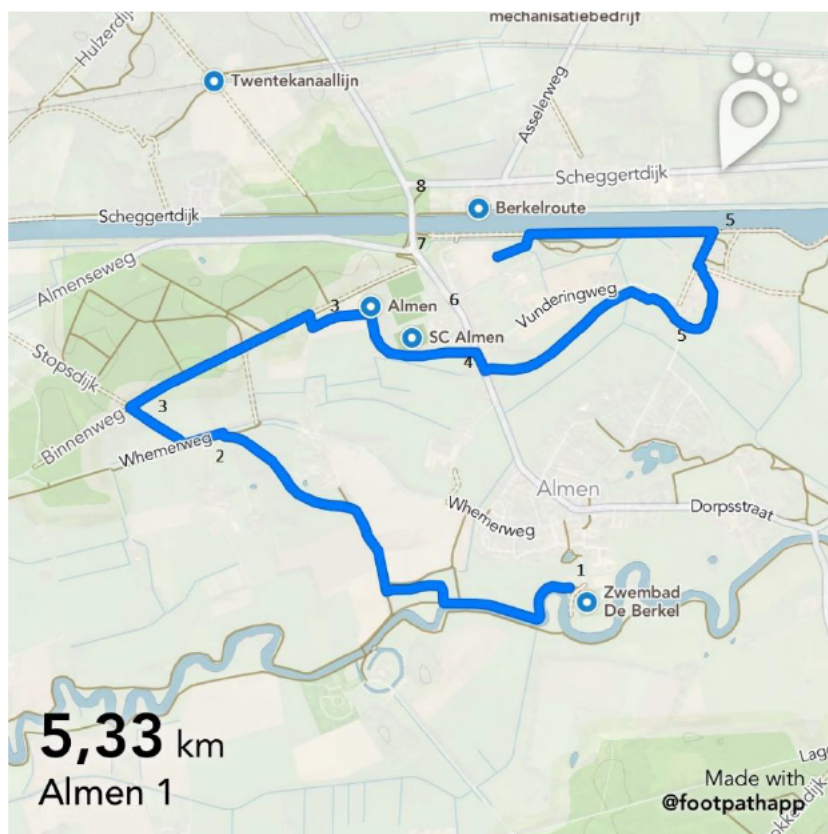 mechanisatiebedrijf
Hulzerdijk
Twentekanaallijn
Asselerweg
Scheggertdijk
8
Berkelroute
Scheggertdijk
5
7
Almenseweg
6
Vunderingweg
3
Almen
SC Almen
5
4
Stopsdijk
3
Binnenweg
Whemerweg
2
Almen
Whemerweg
Dorpsstraat
1
Zwembad
De Berkel
5,33 km
Almen 1
Made with
@footpathapp